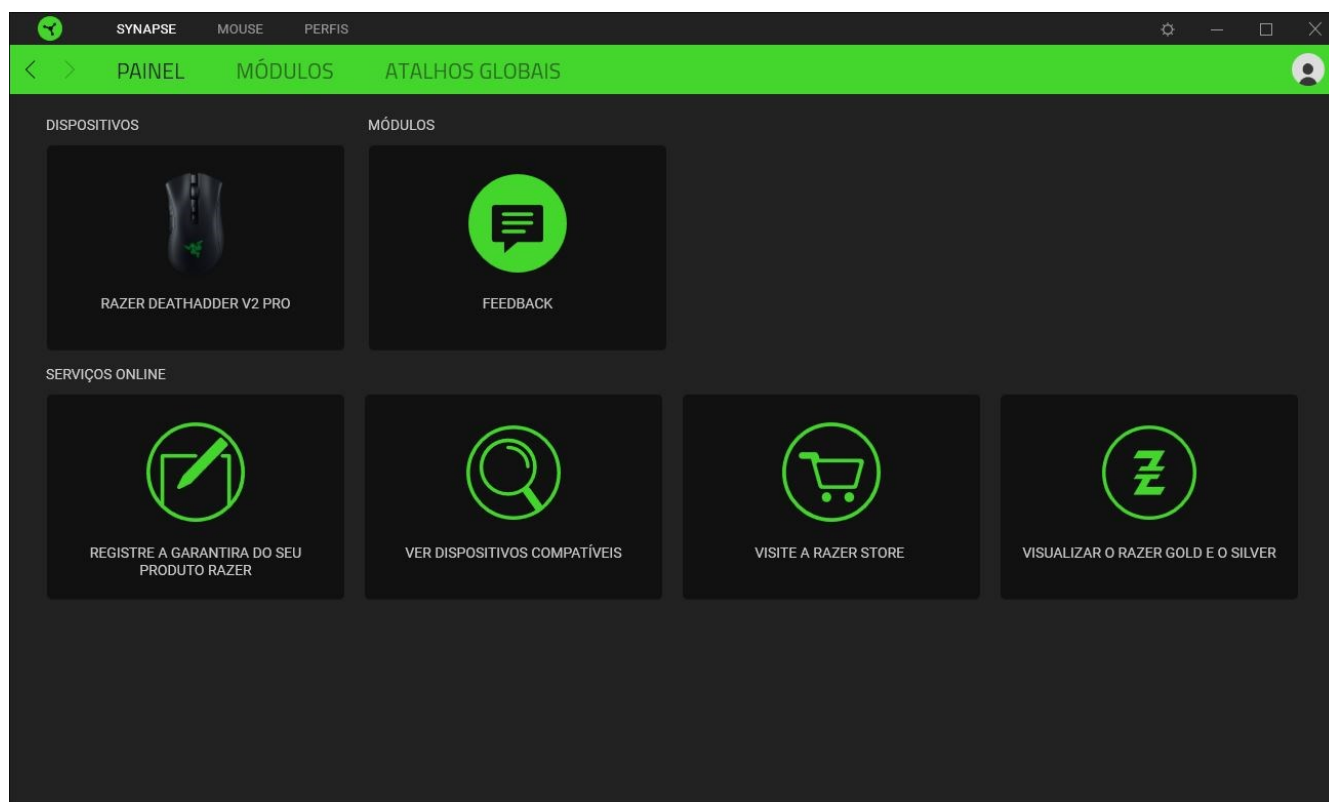 SYNAPSE MOUSE PERFIS
PAINEL MÓDULOS ATALHOS GLOBAIS
DISPOSITIVOS MÓDULOS
RAZER DEATHADDER V2 PRO FEEDBACK
SERVIÇOS ONLINE
REGISTRE A GARANTIRA DO SEU
PRODUTO RAZER
VER DISPOSITIVOS COMPATÍVEIS
VISITE A RAZER STORE
VISUALIZAR O RAZER GOLD E O SILVER